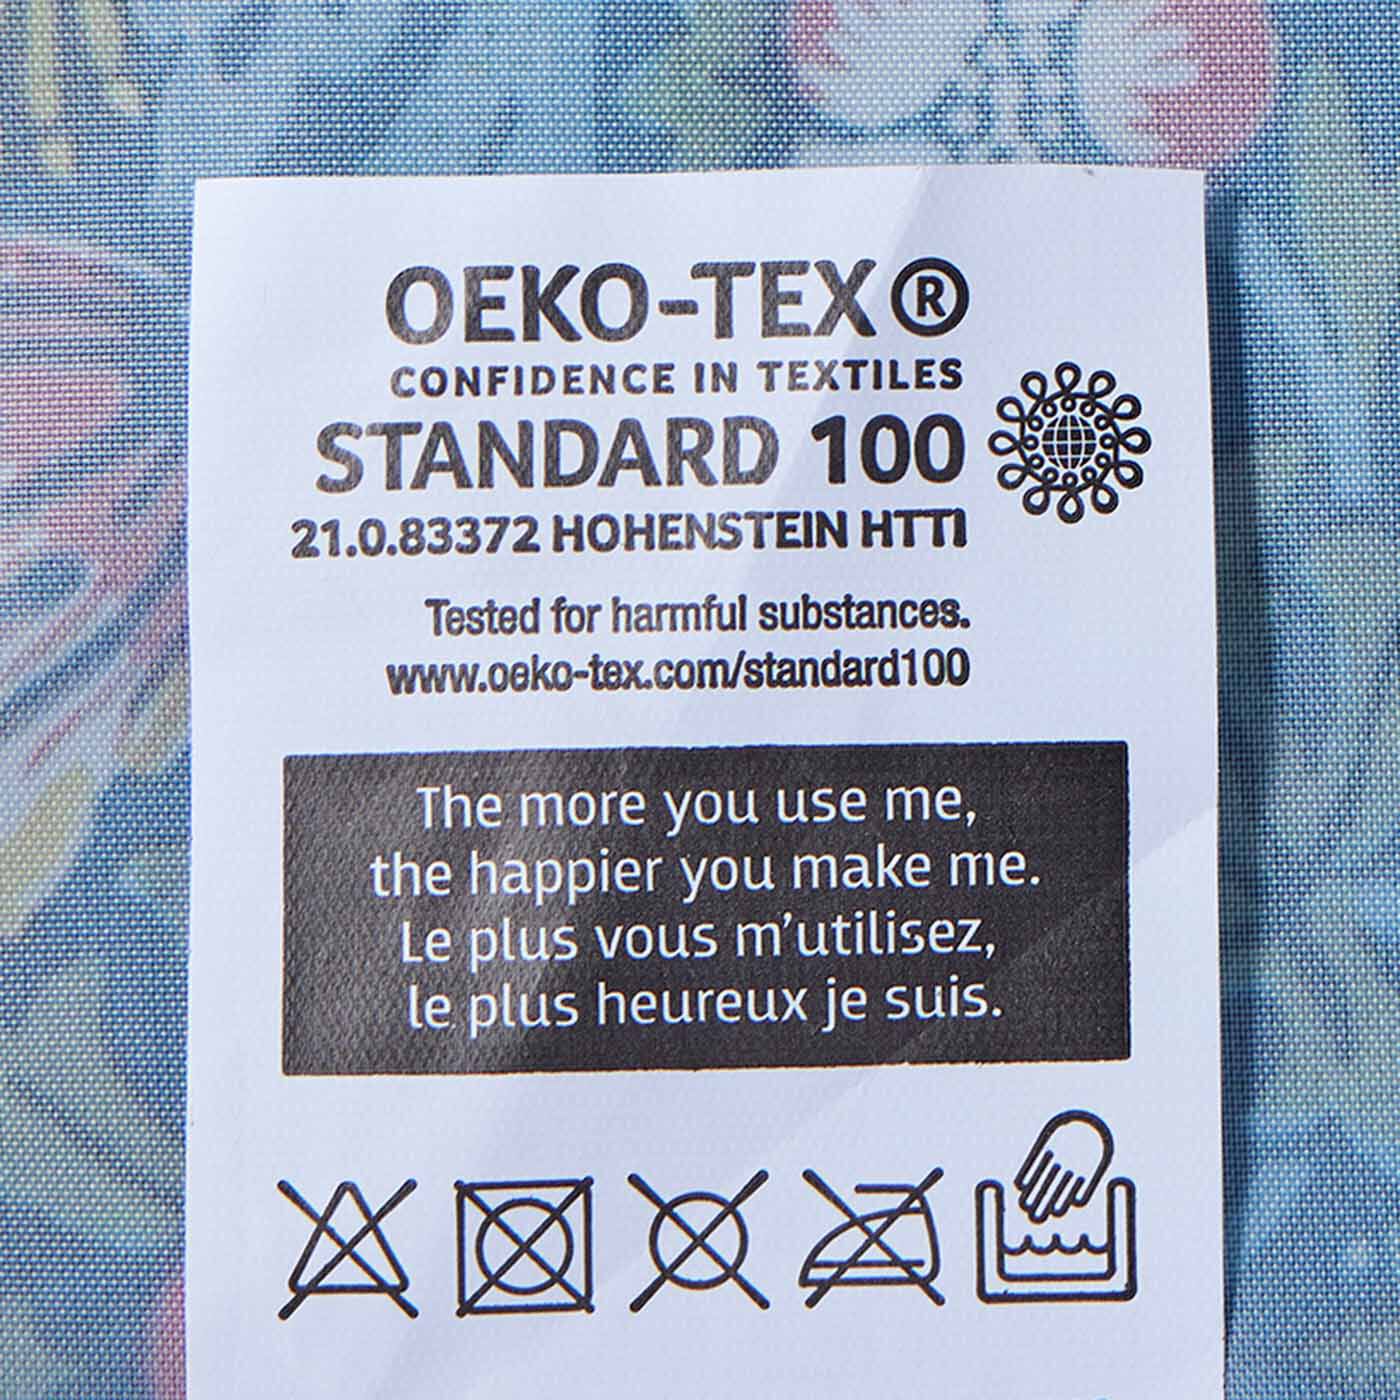 OEKO-TEX®
CONFIDENCE IN TEXTILES
STANDARD 100
21.0.83372 HOHENSTEIN HTTI
Tested for harmful substances.
www.oeko-tex.com/standard100
The more you use me,
the happier you make me.
Le plus vous m'utilisez,
le plus heureux je suis.